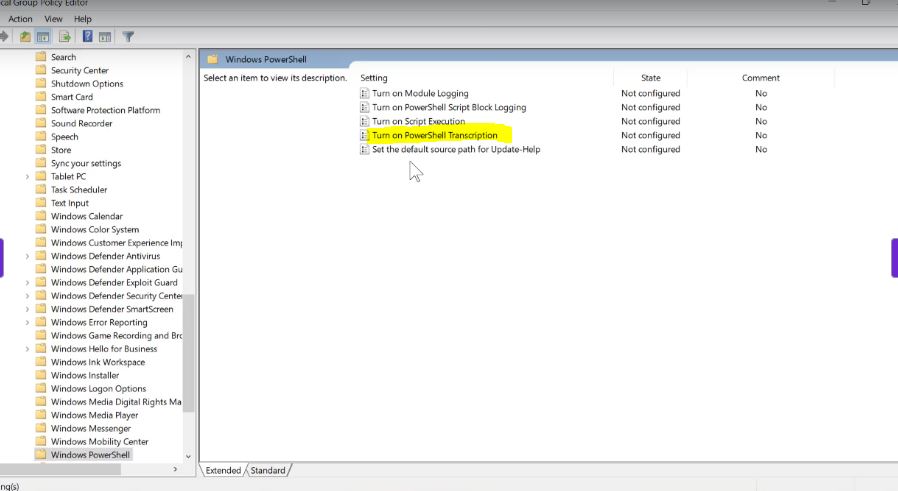 cal Group Policy Editor
Action View Help
Search
Security Center
Shutdown Options
Smart Card
Software Protection Platform
Sound Recorder
Speech
Store
Sync your settings
Tablet PC
Task Scheduler
Text Input
Windows Calendar
Windows Color System
Windows Customer Experience Imp
Windows Defender Antivirus
Windows Defender Application Gu
Windows Defender Exploit Guard
Windows Defender Security Center
Windows Defender SmartScreen
Windows Error Reporting
Windows Game Recording and Bro
Windows Hello for Business
Windows Ink Workspace
Windows Installer
Windows Logon Options
Windows Media Digital Rights Ma
Windows Media Player
Windows Messenger
Windows Mobility Center
Windows PowerShell
Windows PowerShell
Select an item to view its description.
Setting State Comment
Turn on Module Logging Not configured No
Turn on PowerShell Script Block Logging Not configured No
Turn on Script Execution Not configured No
Turn on PowerShell Transcription Not configured No
Set the default source path for Update-Help Not configured No
Extended Standard
ng(s)